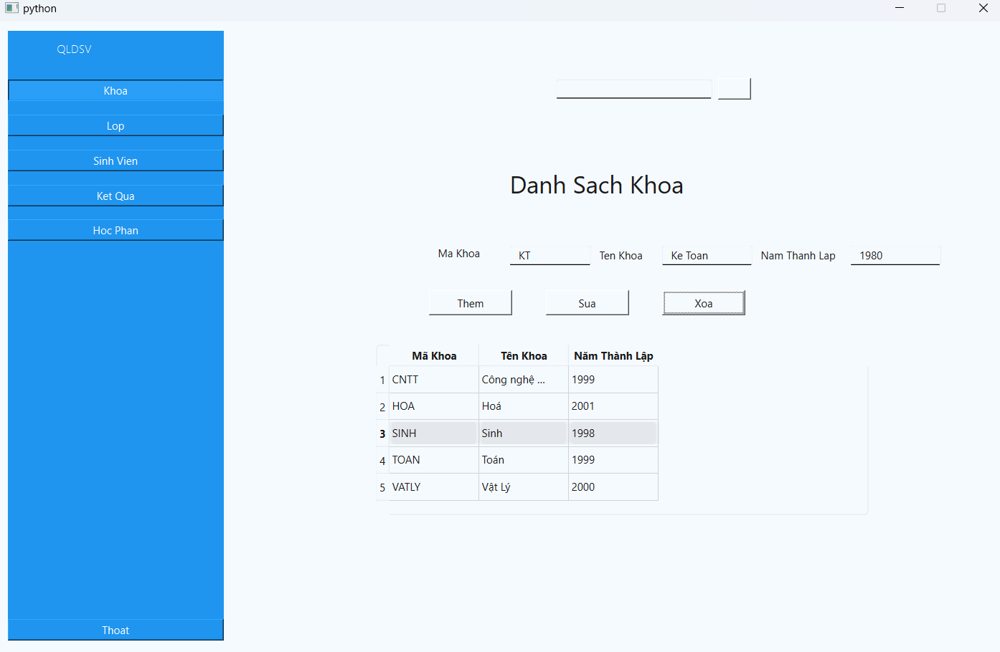 python
QLDSV
Khoa
Lop
Sinh Vien
Ket Qua
Hoc Phan
Thoat
Danh Sach Khoa
Ma Khoa KT Ten Khoa Ke Toan Nam Thanh Lap 1980
Them Sua Xoa
Mã Khoa Tên Khoa Năm Thành Lập
1 CNTT Công nghệ ... 1999
2 HOA Hoá 2001
3 SINH Sinh 1998
4 TOAN Toán 1999
5 VATLY Vật Lý 2000